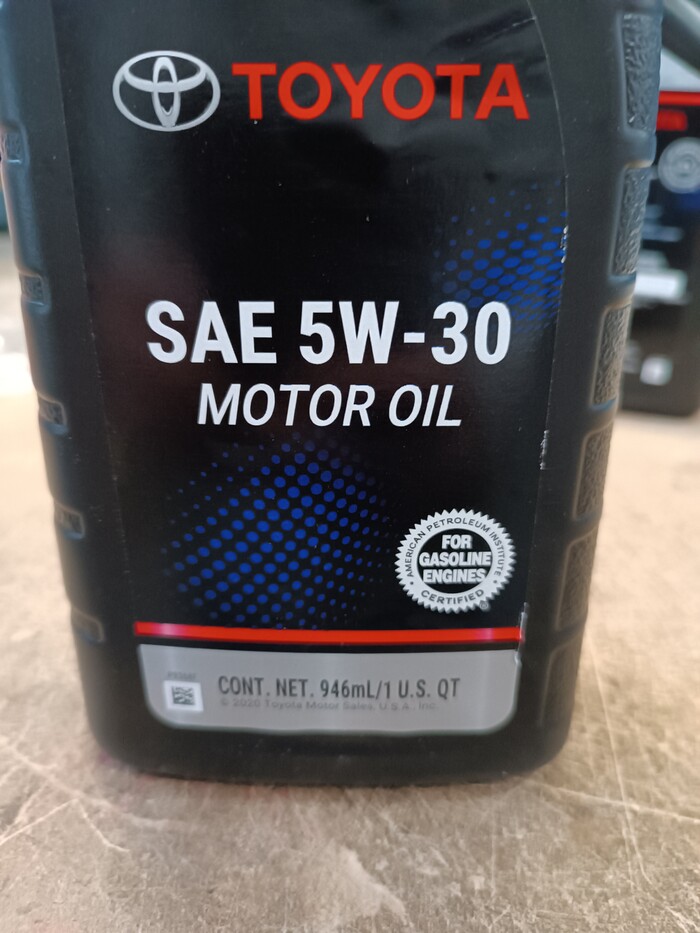 TOYOTA
SAE 5W-30
MOTOR OIL
AMERICAN PETROLEUM INSTITUTE
FOR
GASOLINE
ENGINES
CERTIFIED
CONT. NET. 946mL/1 U.S. QT
© 2020 Toyota Motor Sales, U.S.A., Inc.